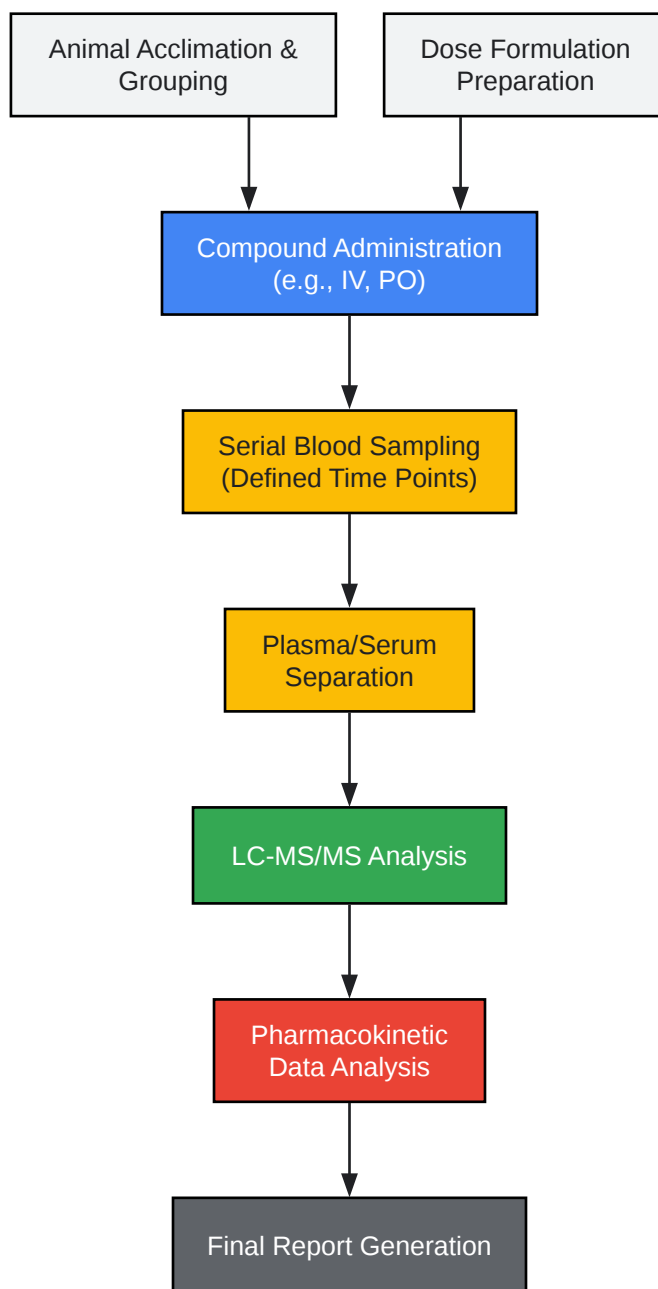 Animal Acclimation &
Grouping
Dose Formulation
Preparation
Compound Administration
(e.g., IV, PO)
Serial Blood Sampling
(Defined Time Points)
Plasma/Serum
Separation
LC-MS/MS Analysis
Pharmacokinetic
Data Analysis
Final Report Generation